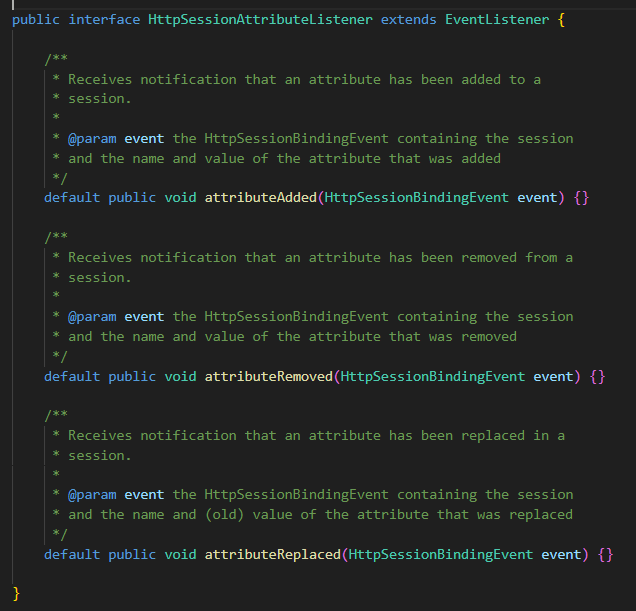 public interface HttpSessionAttributeListener extends EventListener {
/**
* Receives notification that an attribute has been added to a
* session.
*
* @param event the HttpSessionBindingEvent containing the session
* and the name and value of the attribute that was added
*/
default public void attributeAdded(HttpSessionBindingEvent event) {}
/**
* Receives notification that an attribute has been removed from a
* session.
*
* @param event the HttpSessionBindingEvent containing the session
* and the name and value of the attribute that was removed
*/
default public void attributeRemoved(HttpSessionBindingEvent event) {}
/**
* Receives notification that an attribute has been replaced in a
* session.
*
* @param event the HttpSessionBindingEvent containing the session
* and the name and (old) value of the attribute that was replaced
*/
default public void attributeReplaced(HttpSessionBindingEvent event) {}
}